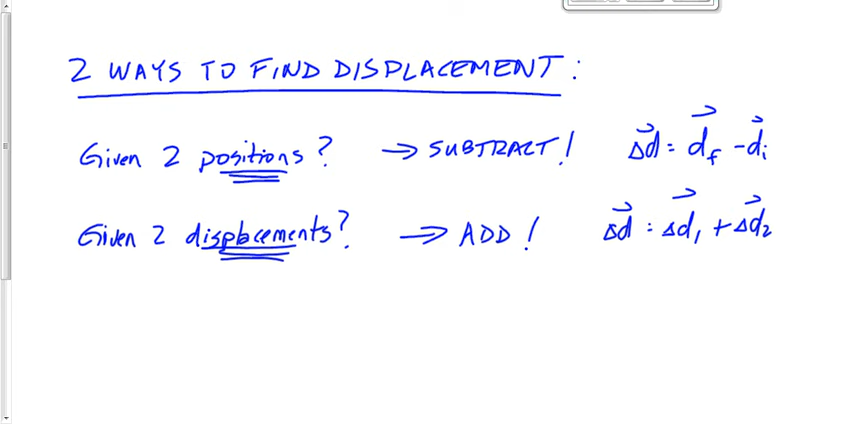 2 WAYS TO FIND DISPLACEMENT:
Given 2 positions? → SUBTRACT! Δd⃗ = d⃗f - d⃗i
Given 2 displacements? → ADD! Δd⃗ = Δd⃗1 + Δd⃗2